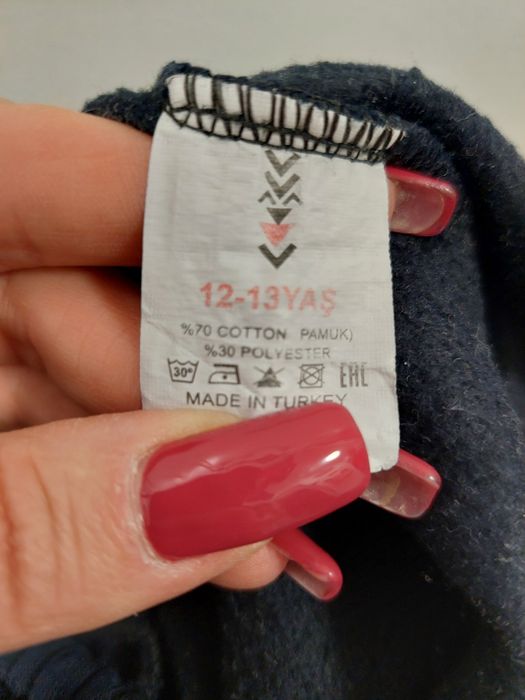 12-13YAŞ
%70 COTTON PAMUK)
%30 POLYESTER
30° EAC
MADE IN TURKEY